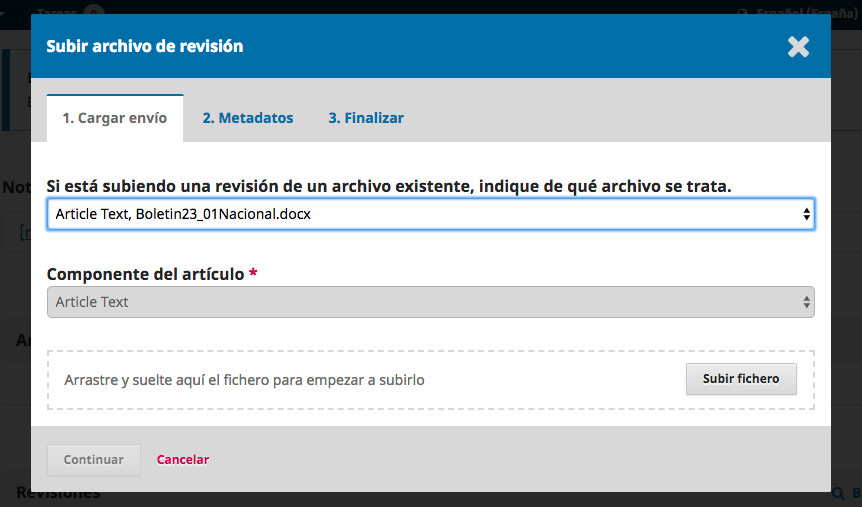 Tareas 0
Español (España)
Subir archivo de revisión
1. Cargar envío
2. Metadatos
3. Finalizar
Si está subiendo una revisión de un archivo existente, indique de qué archivo se trata.
Article Text, Boletin23_01Nacional.docx
Componente del artículo *
Article Text
Arrastre y suelte aquí el fichero para empezar a subirlo
Subir fichero
Continuar
Cancelar
Revisiones